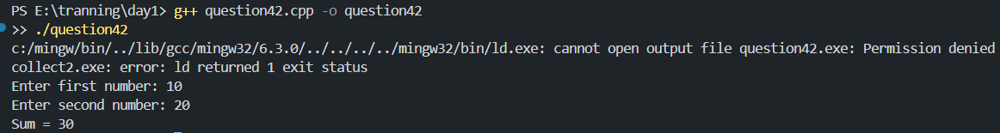 PS E:\tranning\day1> g++ question42.cpp -o question42
>> ./question42
c:/mingw/bin/../lib/gcc/mingw32/6.3.0/../../../../mingw32/bin/ld.exe: cannot open output file question42.exe: Permission denied
collect2.exe: error: ld returned 1 exit status
Enter first number: 10
Enter second number: 20
Sum = 30